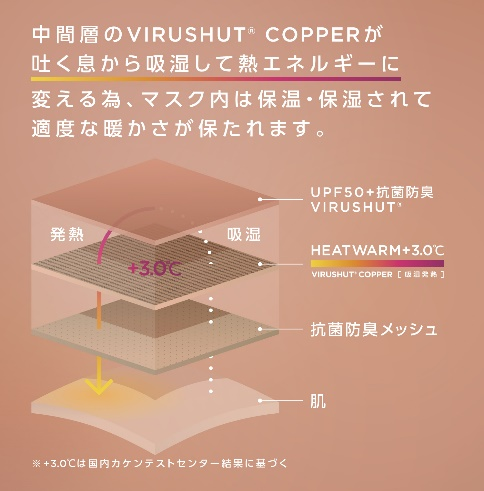 中間層のVIRUSHUT® COPPERが
吐く息から吸湿して熱エネルギーに
変える為、マスク内は保温・保湿されて
適度な暖かさが保たれます。
UPF50+抗菌防臭
VIRUSHUT®
発熱
吸湿
HEATWARM+3.0℃
+3.0℃
VIRUSHUT® COPPER [ 吸湿発熱 ]
抗菌防臭メッシュ
肌
※+3.0℃は国内カケンテストセンター結果に基づく